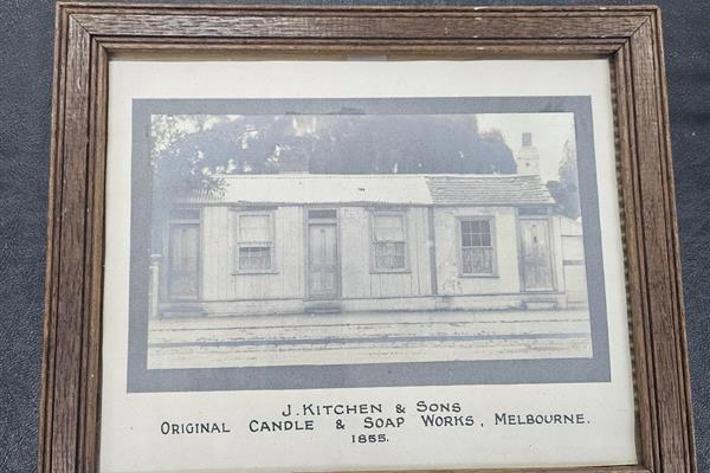 J. KITCHEN & SONS
ORIGINAL CANDLE & SOAP WORKS, MELBOURNE.
1855.